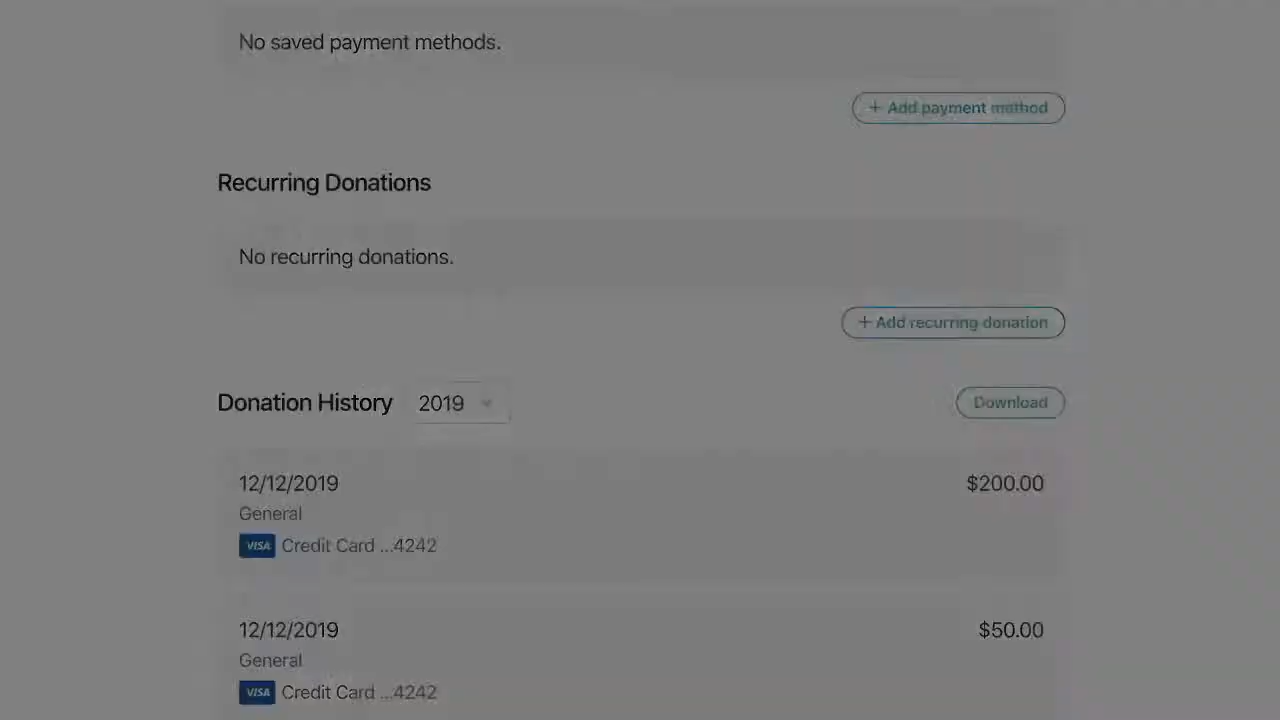 No saved payment methods.
+ Add payment method
Recurring Donations
No recurring donations.
+ Add recurring donation
Donation History 2019 Download
12/12/2019 $200.00
General
VISA Credit Card ...4242
12/12/2019 $50.00
General
VISA Credit Card ...4242